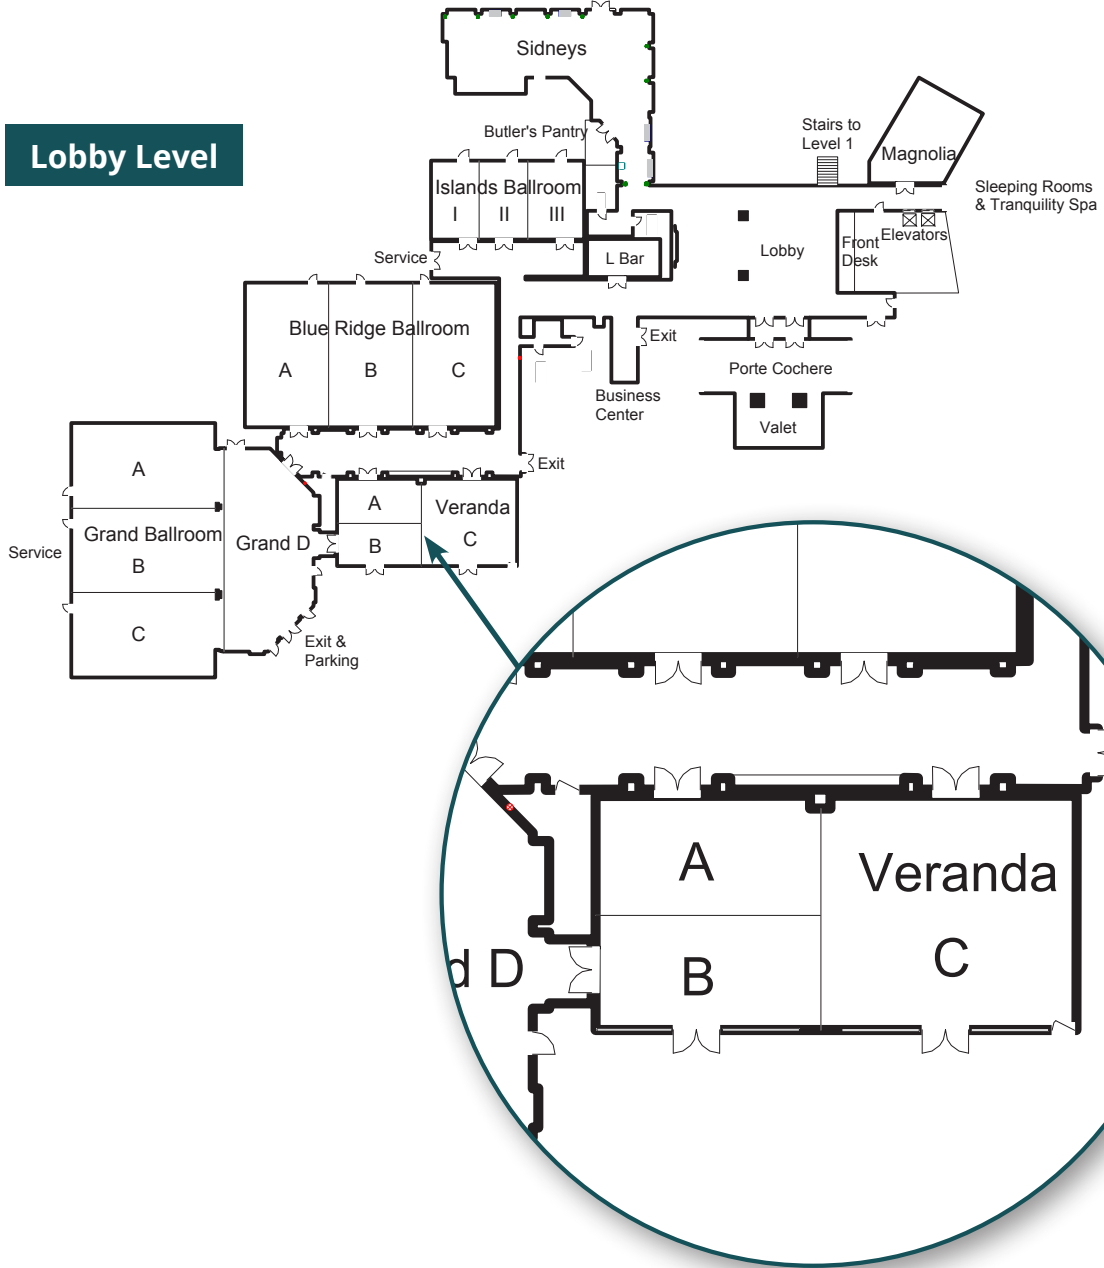 Sidneys
Lobby Level
Butler's Pantry
Stairs to
Level 1
Magnolia
Islands Ballroom
I II III
Sleeping Rooms
& Tranquility Spa
Service
L Bar
Lobby
Front
Desk
Elevators
Blue Ridge Ballroom
A B C
Exit
Porte Cochere
Business
Center
Valet
A
Exit
Grand Ballroom
Service
B
C
Grand D
A
B
Veranda
C
Exit &
Parking
A
Veranda
d D
B
C